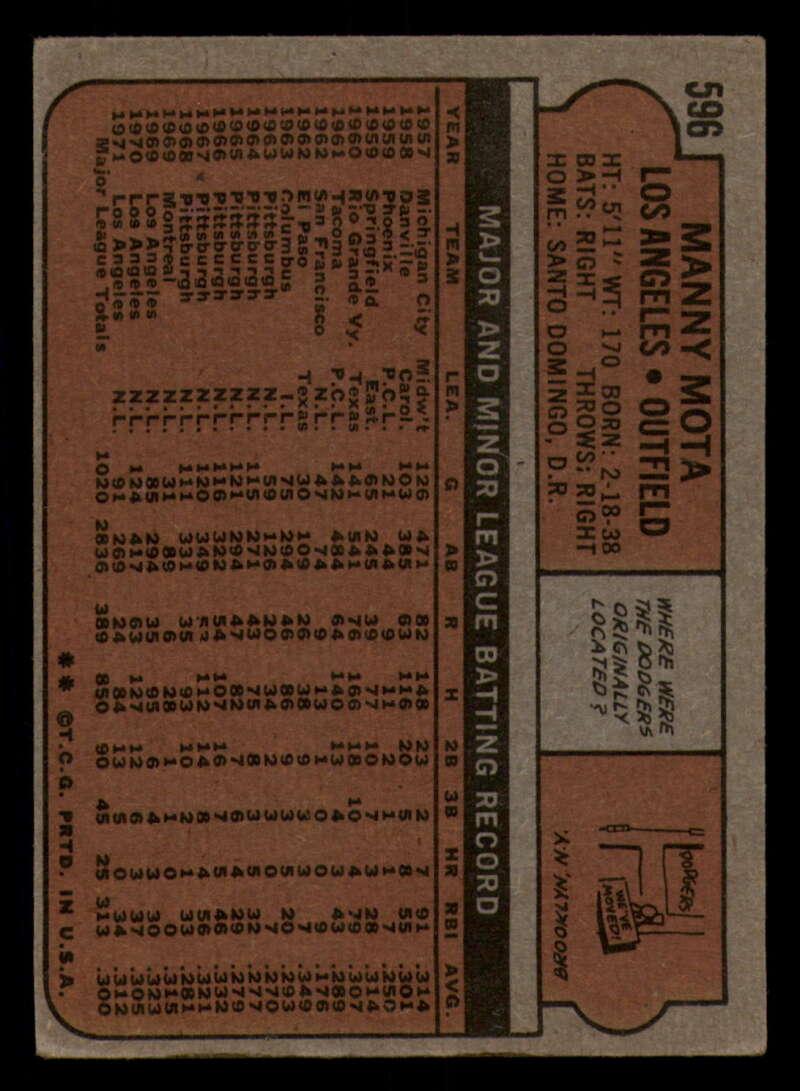 596
MANNY MOTA
LOS ANGELES • OUTFIELD
HT: 5'11" WT: 170 BORN: 2-18-38
BATS: RIGHT THROWS: RIGHT
HOME: SANTO DOMINGO, D.R.
WHERE WERE
THE DODGERS
ORIGINALLY
LOCATED?
DODGERS
WE'VE
MOVED!
BROOKLYN, N.Y.
MAJOR AND MINOR LEAGUE BATTING RECORD
YEAR TEAM LEA. G AB R H 2B 3B HR RBI AVG.
1957 Michigan City Midw't 126 471 82 148 23 2 7 91 .314
1958 Danville Carol. 103 385 63 116 20 5 8 55 .301
1959 Phoenix P.C.L. 21 44 9 11 2 1 1 7 .250
1959 Springfield East. 65 245 39 77 10 7 3 28 .314
1960 Rio Grande Vy. Texas 141 541 76 166 18 10 4 79 .307
1961 Tacoma P.C.L. 142 484 64 140 13 4 3 43 .289
1962 San Francisco N.L. 47 74 9 13 1 0 0 9 .176
1962 El Paso Texas 30 109 26 38 9 3 3 .349
1963 Columbus I.L. 75 294 46 86 9 3 5 20 .293
1963 Pittsburgh N.L. 59 126 20 34 2 3 0 7 .270
1964 Pittsburgh N.L. 115 271 43 75 8 3 5 32 .277
1965 Pittsburgh N.L. 121 294 47 82 7 6 4 29 .279
1966 Pittsburgh N.L. 116 322 54 107 16 7 5 46 .332
1967 Pittsburgh N.L. 120 349 53 112 14 8 4 56 .321
1968 Pittsburgh N.L. 111 331 35 93 10 2 1 33 .281
1969 Montreal N.L. 31 89 6 28 1 1 0 0 .315
1969 Los Angeles N.L. 85 294 35 95 6 4 3 30 .323
1970 Los Angeles N.L. 124 417 63 127 12 6 3 37 .305
1971 Los Angeles N.L. 91 269 24 84 13 5 0 34 .312
Major League Totals 1020 2836 389 850 90 45 25 313 .300
** ©T.C.G. PRTD. IN U.S.A.